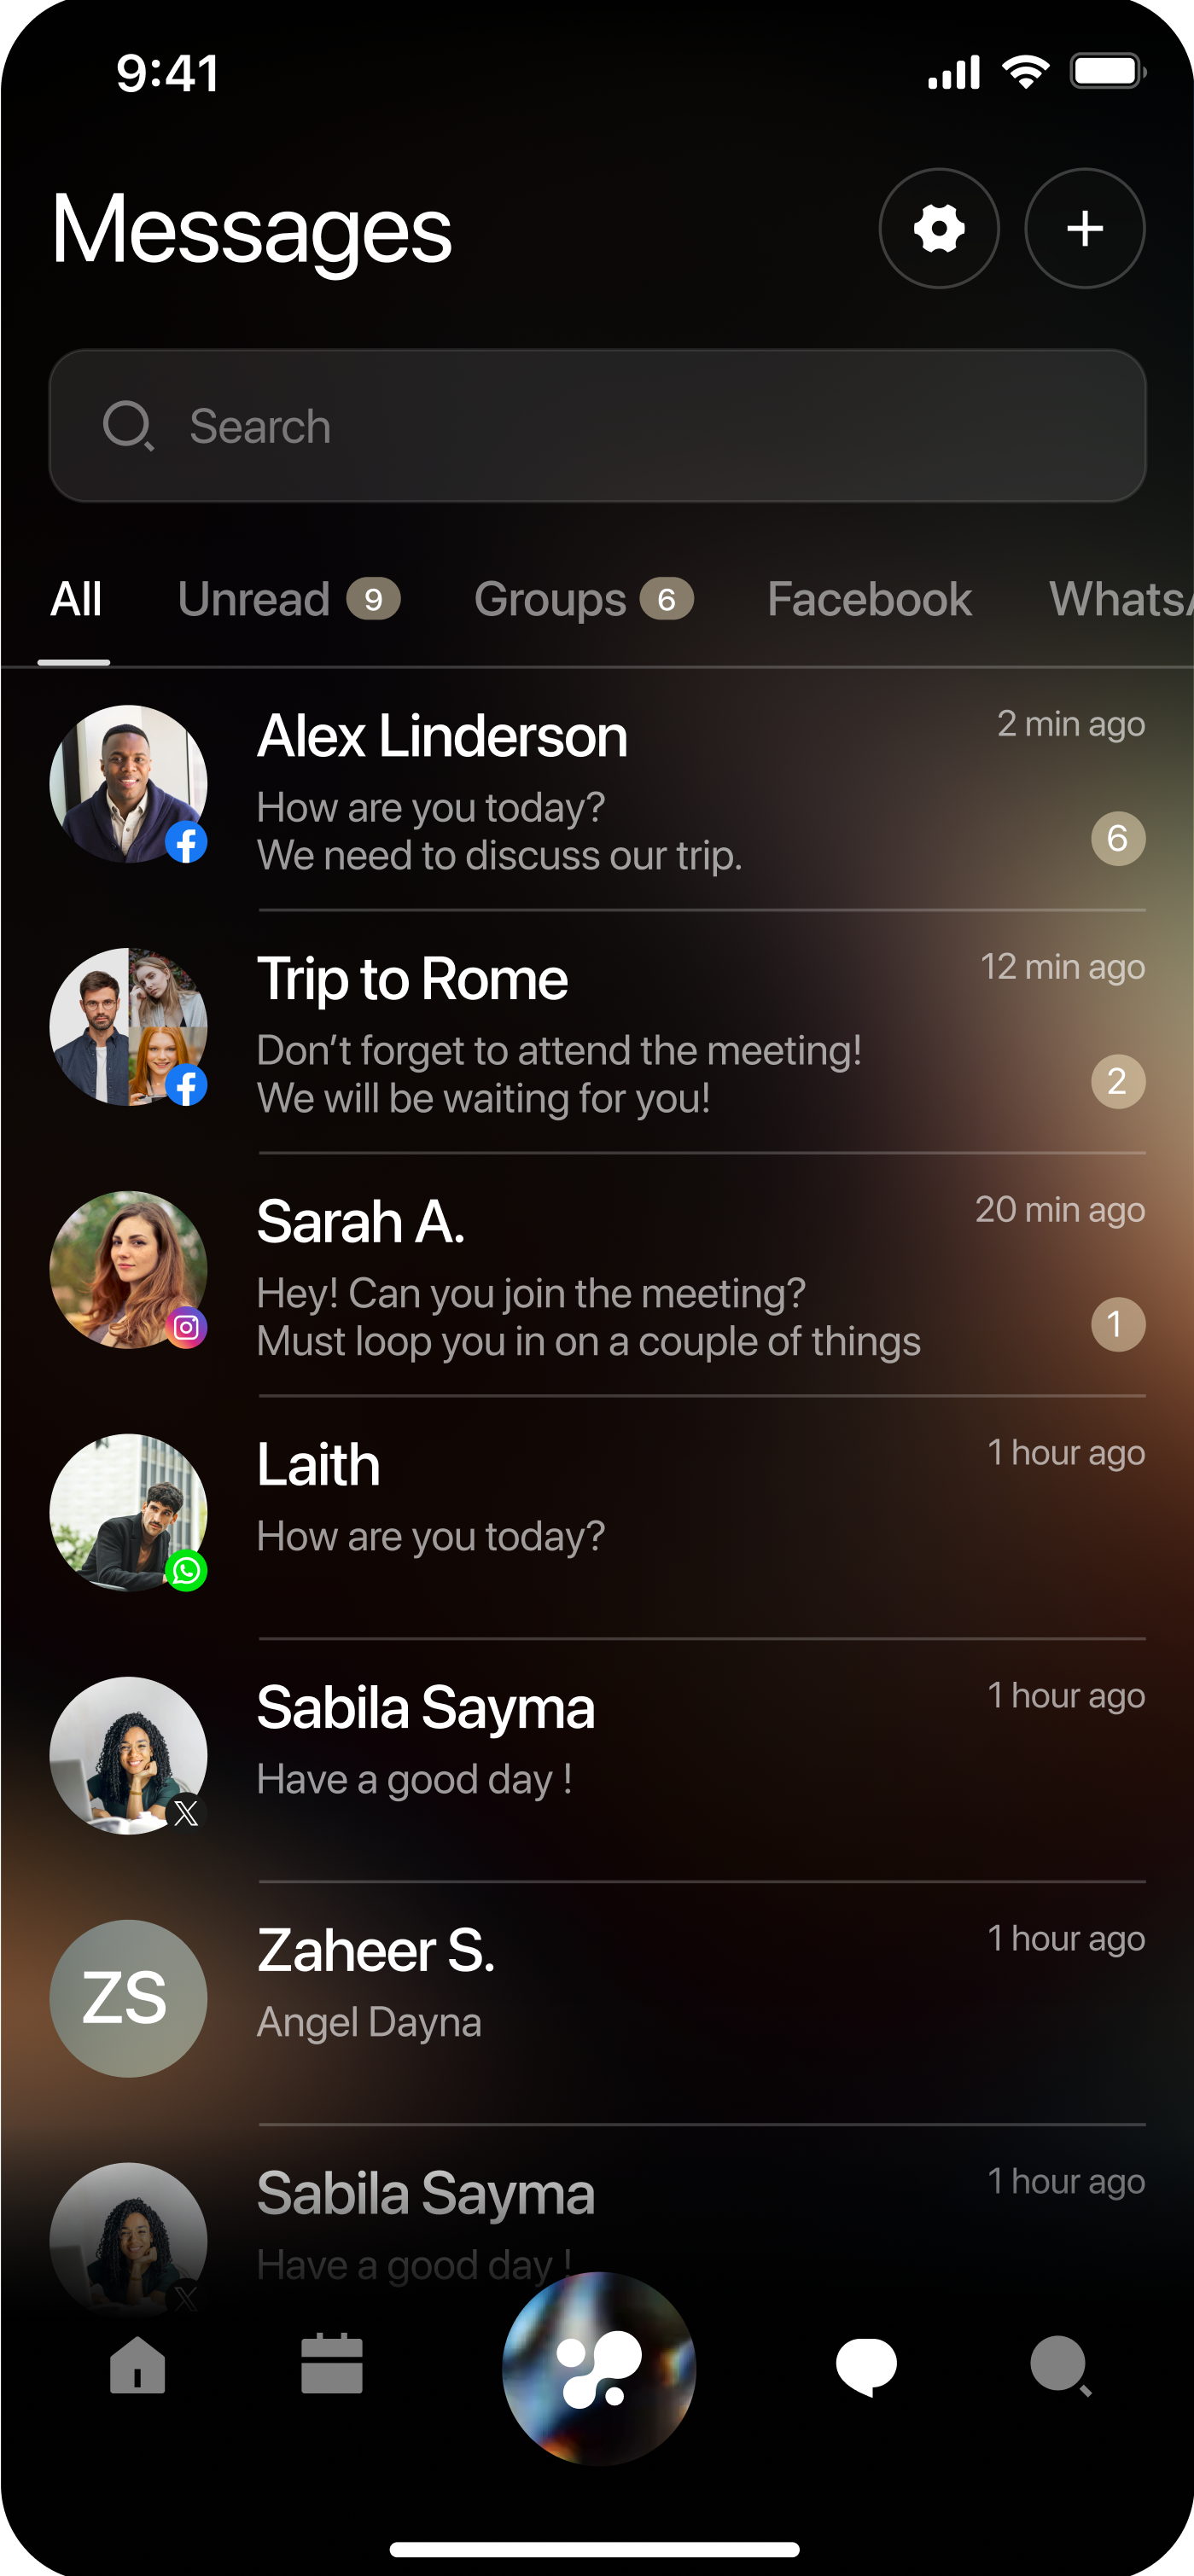 9:41
Messages
Search
All Unread 9 Groups 6 Facebook Whats
Alex Linderson 2 min ago
How are you today?
We need to discuss our trip. 6
Trip to Rome 12 min ago
Don’t forget to attend the meeting!
We will be waiting for you! 2
Sarah A. 20 min ago
Hey! Can you join the meeting?
Must loop you in on a couple of things 1
Laith 1 hour ago
How are you today?
Sabila Sayma 1 hour ago
Have a good day !
ZS
Zaheer S. 1 hour ago
Angel Dayna
Sabila Sayma 1 hour ago
Have a good day !